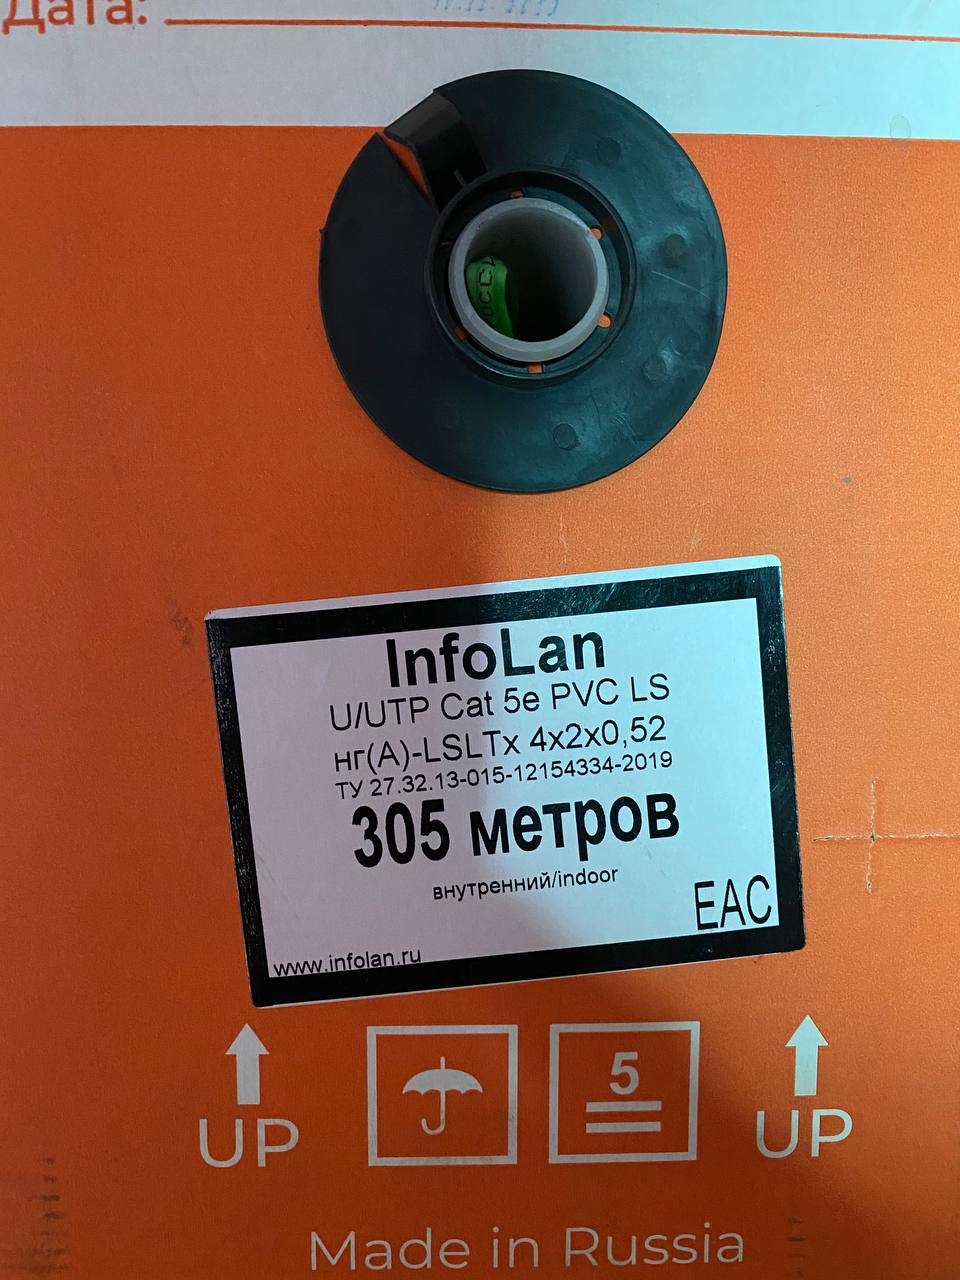 Дата:
InfoLan
U/UTP Cat 5e PVC LS
нг(А)-LSLTx 4x2x0,52
ТУ 27.32.13-015-12154334-2019
305 метров
внутренний/indoor
EAC
www.infolan.ru
5
UP
UP
Made in Russia